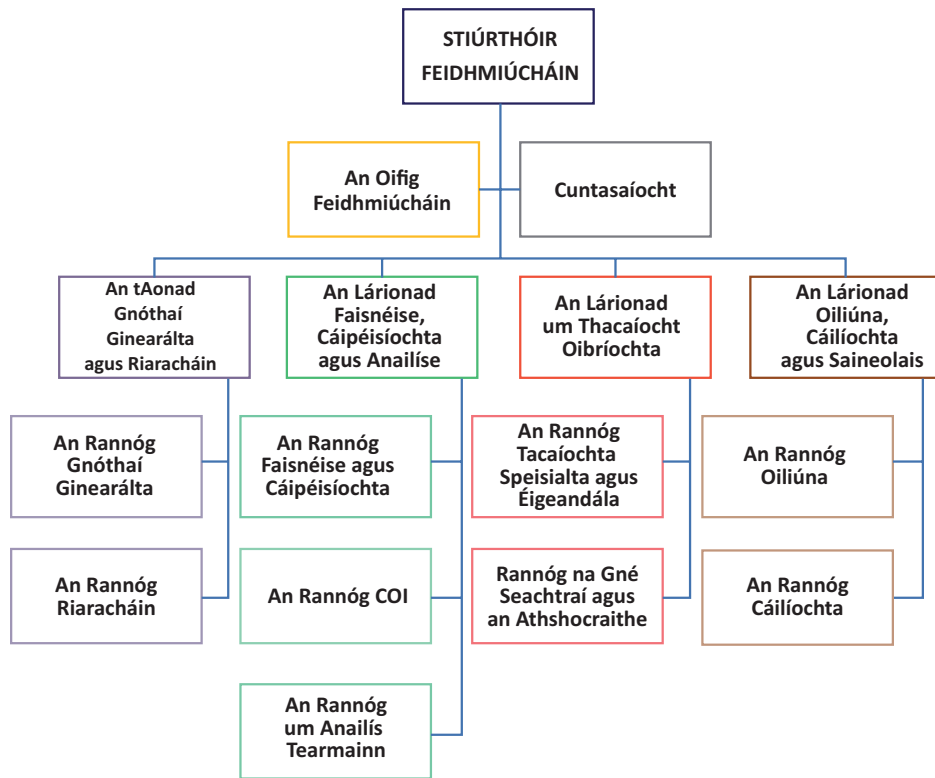 STIÚRTHÓIR
FEIDHMIÚCHÁIN
An Oifig
Feidhmiúcháin
Cuntasaíocht
An tAonad
Gnóthaí
Ginearálta
agus Riaracháin
An Lárionad
Faisnéise,
Cáipéisíochta
agus Anailíse
An Lárionad
um Thacaíocht
Oibríochta
An Lárionad
Oiliúna,
Cáilíochta
agus Saineolais
An Rannóg
Gnóthaí
Ginearálta
An Rannóg
Faisnéise agus
Cáipéisíochta
An Rannóg
Tacaíochta
Speisialta agus
Éigeandála
An Rannóg
Oiliúna
An Rannóg
Riaracháin
An Rannóg COI
Rannóg na Gné
Seachtraí agus
an Athshocraithe
An Rannóg
Cáilíochta
An Rannóg
um Anailís
Tearmainn